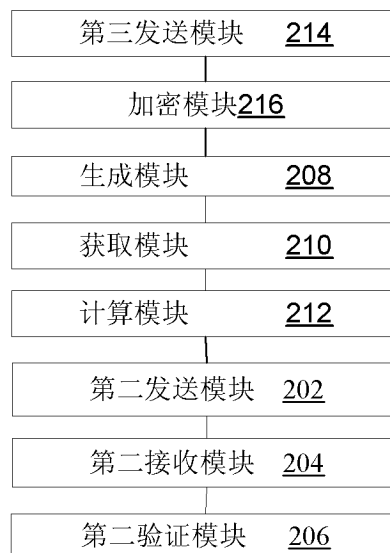 第三发送模块 214
加密模块216
生成模块 208
获取模块 210
计算模块 212
第二发送模块 202
第二接收模块 204
第二验证模块 206